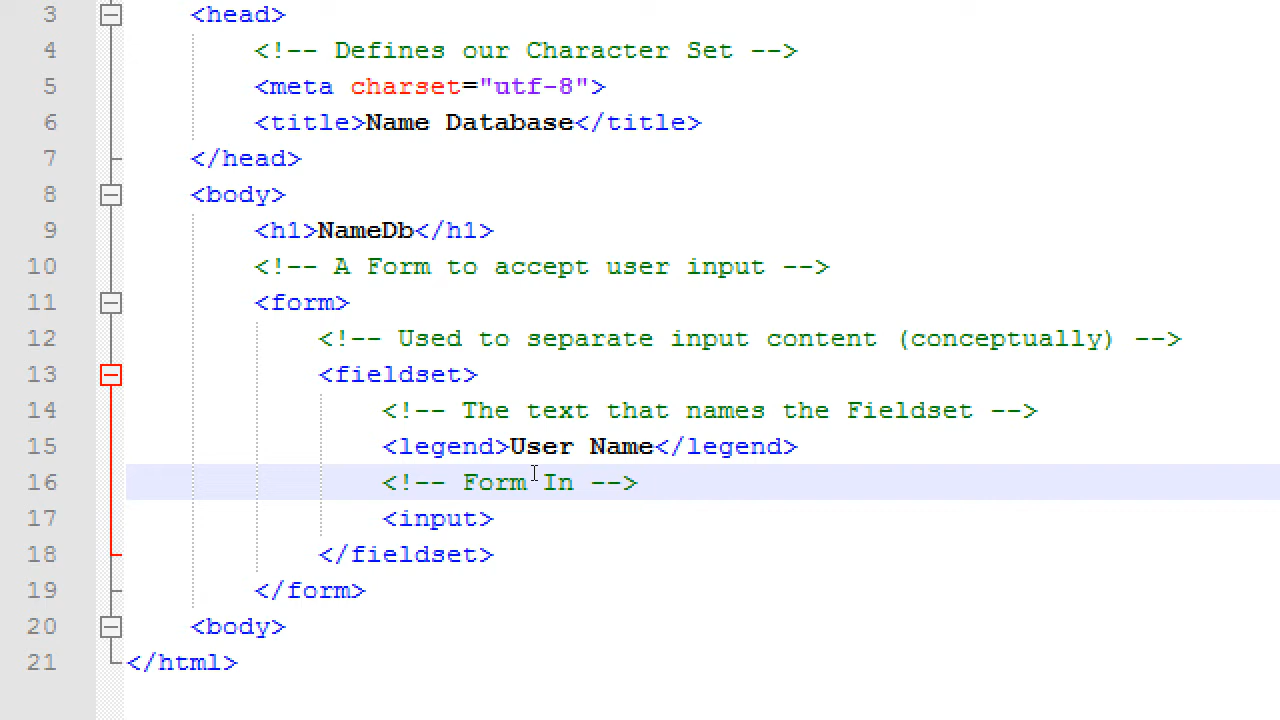 3 <head>
4 <!-- Defines our Character Set -->
5 <meta charset="utf-8">
6 <title>Name Database</title>
7 </head>
8 <body>
9 <h1>NameDb</h1>
10 <!-- A Form to accept user input -->
11 <form>
12 <!-- Used to separate input content (conceptually) -->
13 <fieldset>
14 <!-- The text that names the Fieldset -->
15 <legend>User Name</legend>
16 <!-- Form In -->
17 <input>
18 </fieldset>
19 </form>
20 <body>
21 </html>